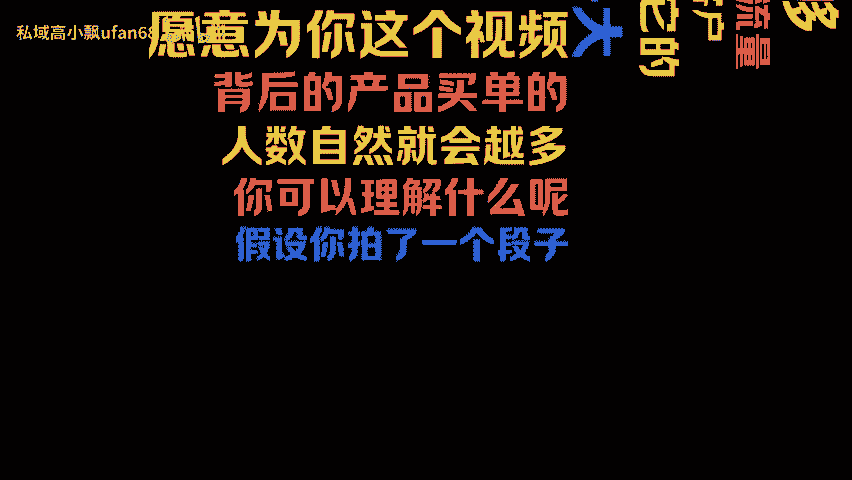 私域高小飘ufan68
愿意为你这个视频
背后的产品买单的
人数自然就会越多
你可以理解什么呢
假设你拍了一个段子
大
它的
户
流量
多